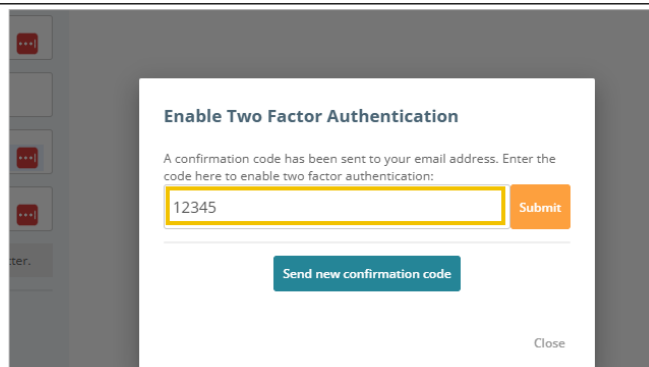 Enable Two Factor Authentication
A confirmation code has been sent to your email address. Enter the
code here to enable two factor authentication:
12345
Submit
Send new confirmation code
Close